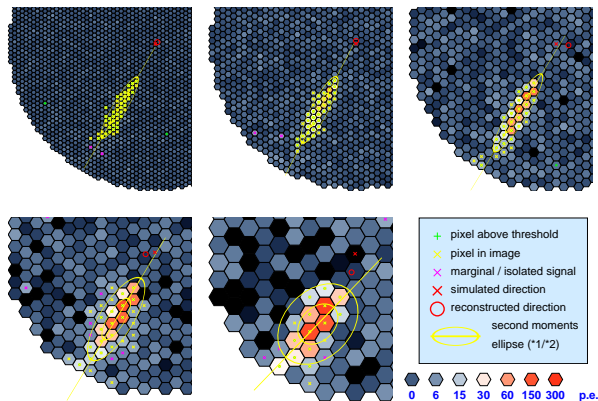 pixel above threshold
pixel in image
marginal / isolated signal
simulated direction
reconstructed direction
second moments
ellipse (*1/*2)
0 6 15 30 60 150 300 p.e.